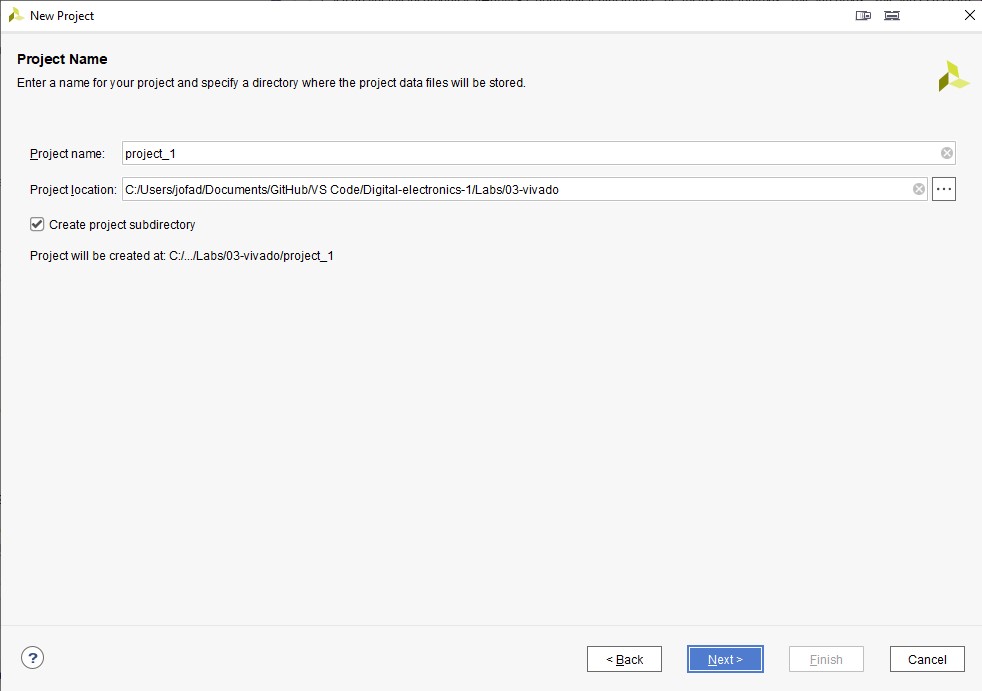 New Project
Project Name
Enter a name for your project and specify a directory where the project data files will be stored.
Project name: project_1
Project location: C:/Users/jofad/Documents/GitHub/VS Code/Digital-electronics-1/Labs/03-vivado ...
Create project subdirectory
Project will be created at: C:/.../Labs/03-vivado/project_1
? < Back Next > Finish Cancel